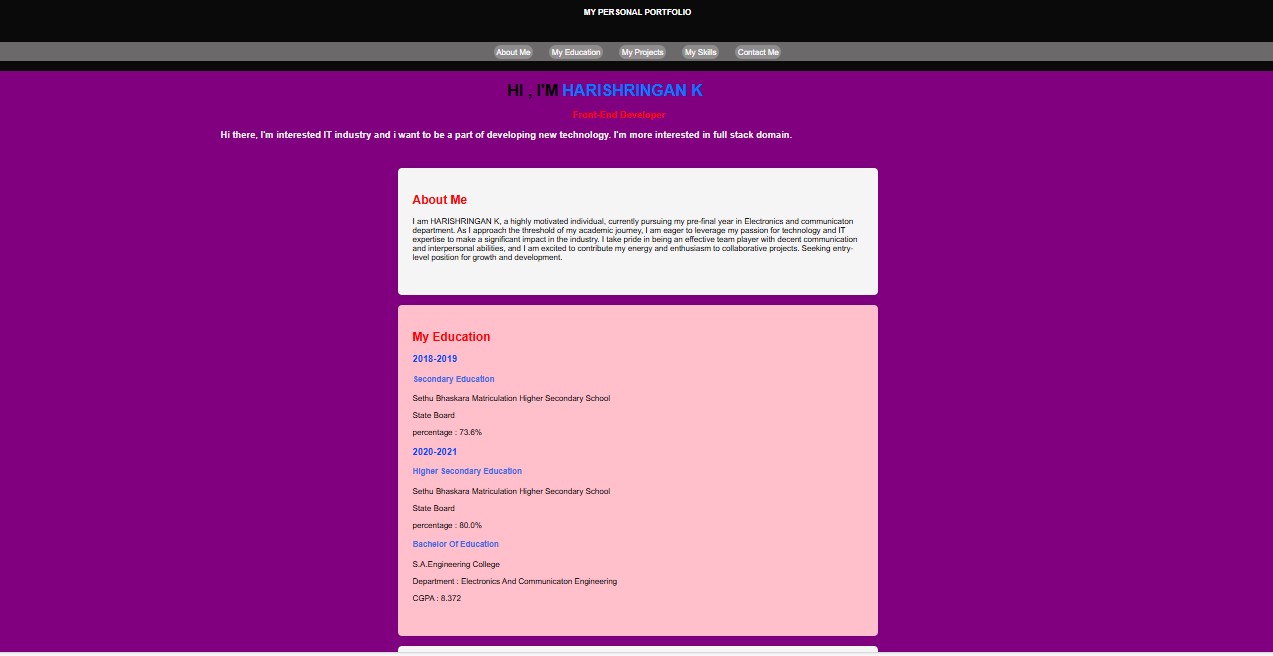 MY PERSONAL PORTFOLIO
About Me My Education My Projects My Skills Contact Me
HI , I'M HARISHRINGAN K
Front-End Developer
Hi there, I'm interested IT industry and i want to be a part of developing new technology. I'm more interested in full stack domain.
About Me
I am HARISHRINGAN K, a highly motivated individual, currently pursuing my pre-final year in Electronics and communicaton
department. As I approach the threshold of my academic journey, I am eager to leverage my passion for technology and IT
expertise to make a significant impact in the industry. I take pride in being an effective team player with decent communication
and interpersonal abilities, and I am excited to contribute my energy and enthusiasm to collaborative projects. Seeking entry-
level position for growth and development.
My Education
2018-2019
Secondary Education
Sethu Bhaskara Matriculation Higher Secondary School
State Board
percentage : 73.6%
2020-2021
Higher Secondary Education
Sethu Bhaskara Matriculation Higher Secondary School
State Board
percentage : 80.0%
Bachelor Of Education
S.A.Engineering College
Department : Electronics And Communicaton Engineering
CGPA : 8.372